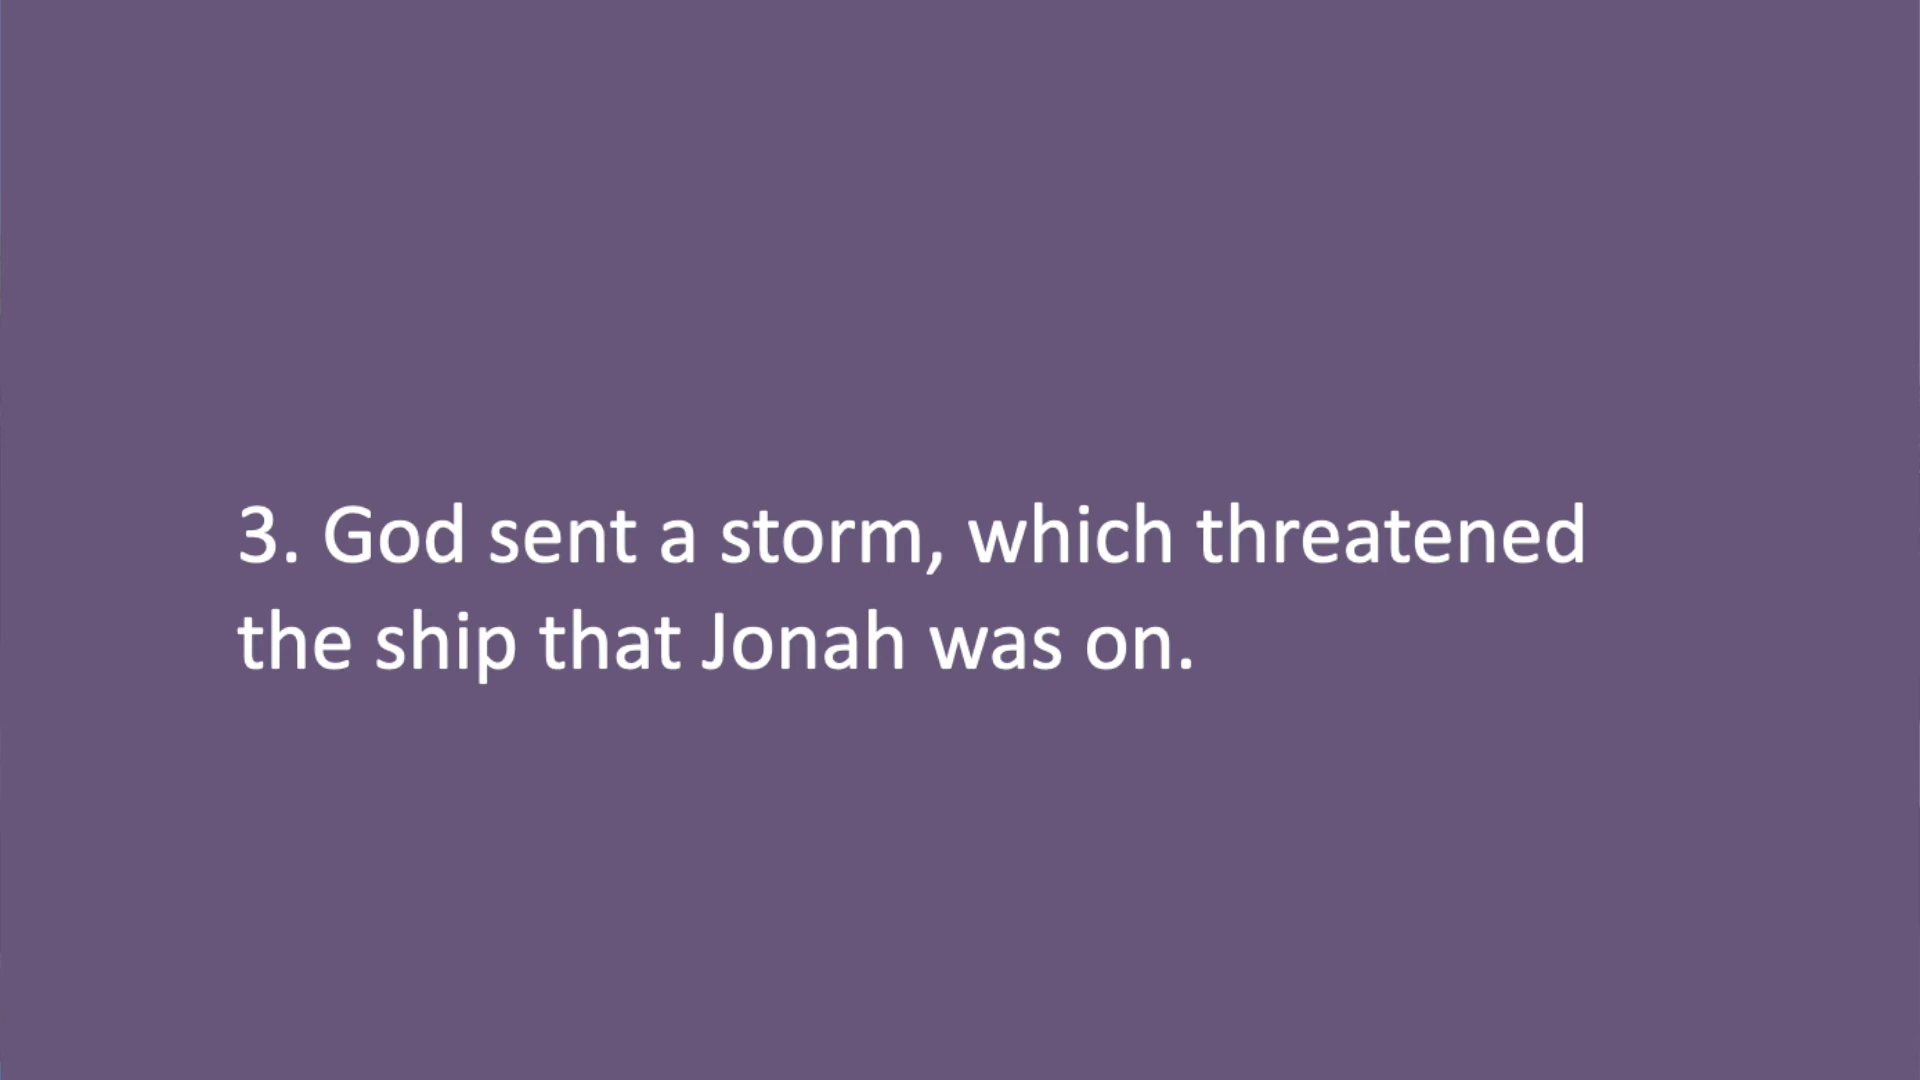 3. God sent a storm, which threatened
the ship that Jonah was on.